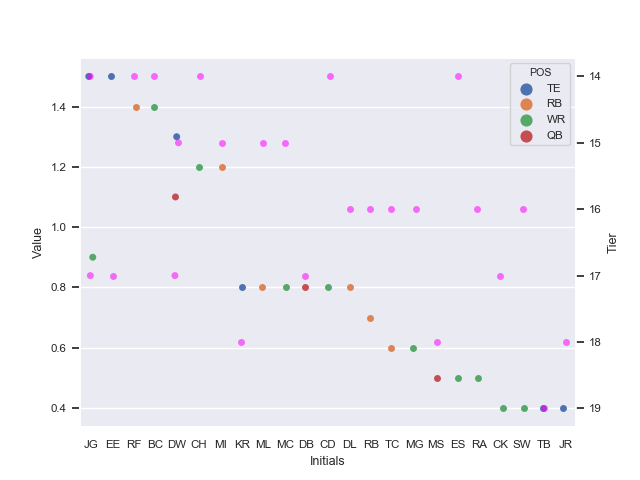 POS
TE
RB
WR
QB
1.4
1.2
1.0
0.8
0.6
0.4
Value
14
15
16
17
18
19
Tier
JG EE RF BC DW CH MI KR ML MC DB CD DL RB TC MG MS ES RA CK SW TB JR
Initials